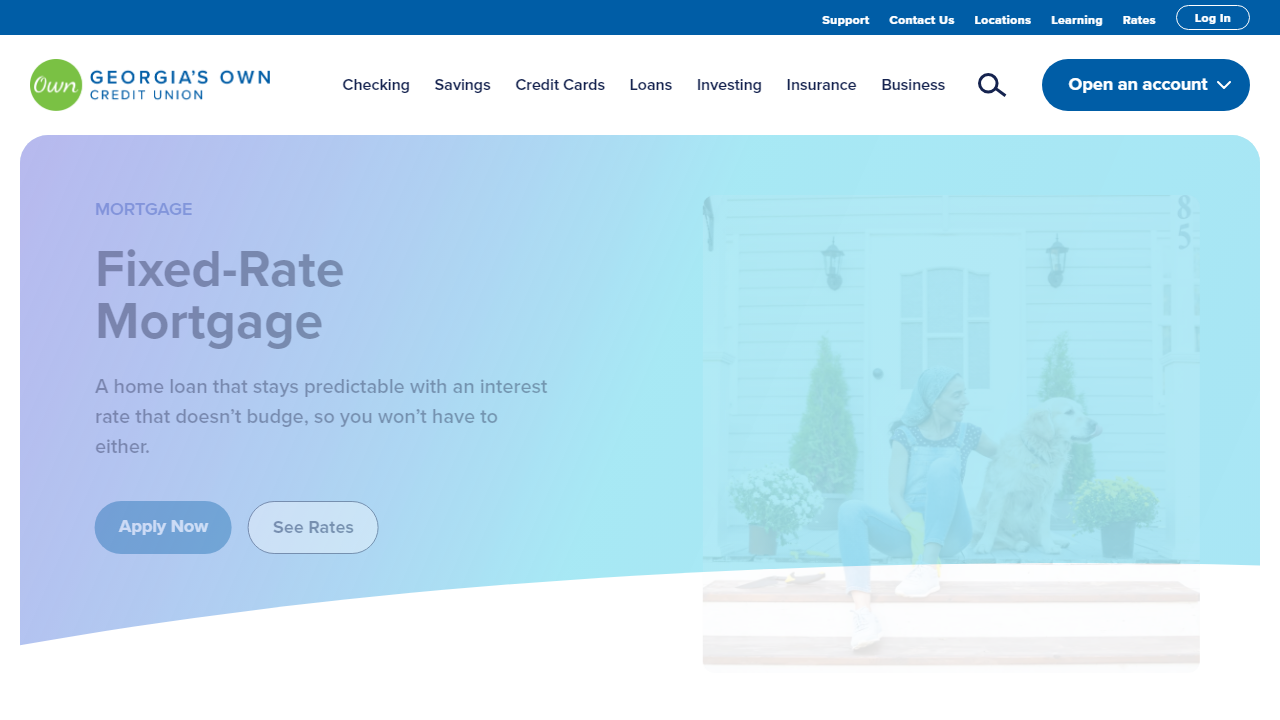 Support Contact Us Locations Learning Rates Log In
Own GEORGIA'S OWN
CREDIT UNION
Checking Savings Credit Cards Loans Investing Insurance Business Open an account
MORTGAGE
Fixed-Rate
Mortgage
A home loan that stays predictable with an interest
rate that doesn’t budge, so you won’t have to
either.
Apply Now See Rates
8
5